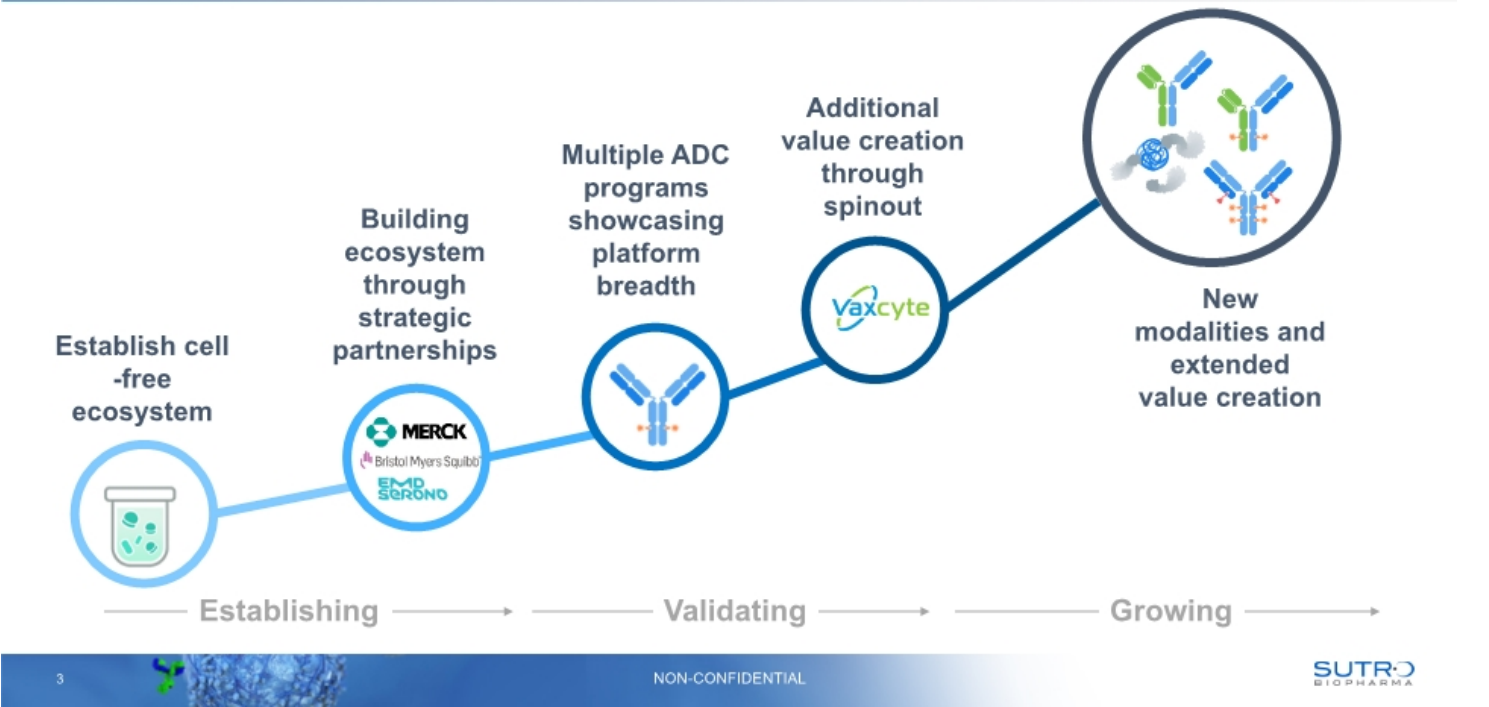 Establish cell
-free
ecosystem
Building
ecosystem
through
strategic
partnerships
MERCK
Bristol Myers Squibb
EMD
SERONO
Multiple ADC
programs
showcasing
platform
breadth
Additional
value creation
through
spinout
Vaxcyte
New
modalities and
extended
value creation
Establishing
Validating
Growing
3
NON-CONFIDENTIAL
SUTRO
BIOPHARMA